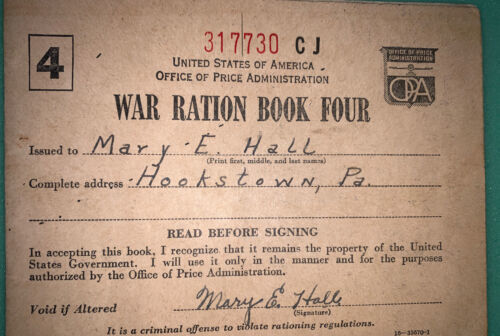 4
317730 CJ
UNITED STATES OF AMERICA
OFFICE OF PRICE ADMINISTRATION
OFFICE OF PRICE
ADMINISTRATION
OPA
WAR RATION BOOK FOUR
Issued to Mary E. Hall
(Print first, middle, and last names)
Complete address Hookstown, Pa.
READ BEFORE SIGNING
In accepting this book, I recognize that it remains the property of the United
States Government. I will use it only in the manner and for the purposes
authorized by the Office of Price Administration.
Void if Altered Mary E. Hall
(Signature)
It is a criminal offense to violate rationing regulations.
16—35570-1